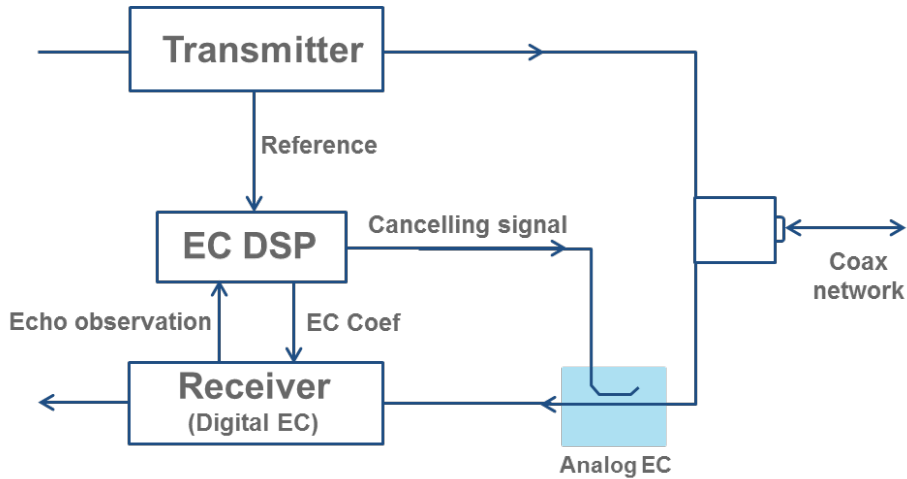 Transmitter
Reference
EC DSP
Cancelling signal
Coax
network
Echo observation
EC Coef
Receiver
(Digital EC)
Analog EC